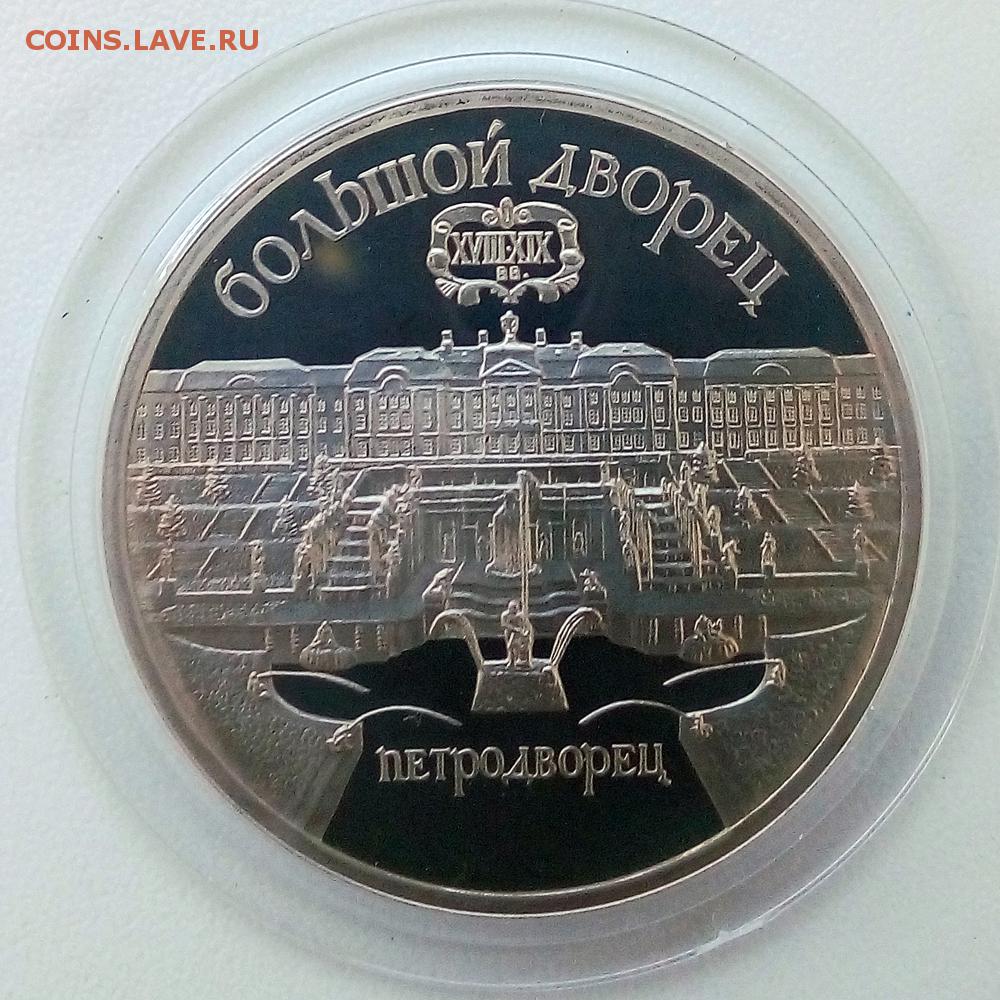 COINS.LAVE.RU
БОЛЬШОЙ ДВОРЕЦ
XVIII-XIX
ВВ.
ПЕТРОДВОРЕЦ